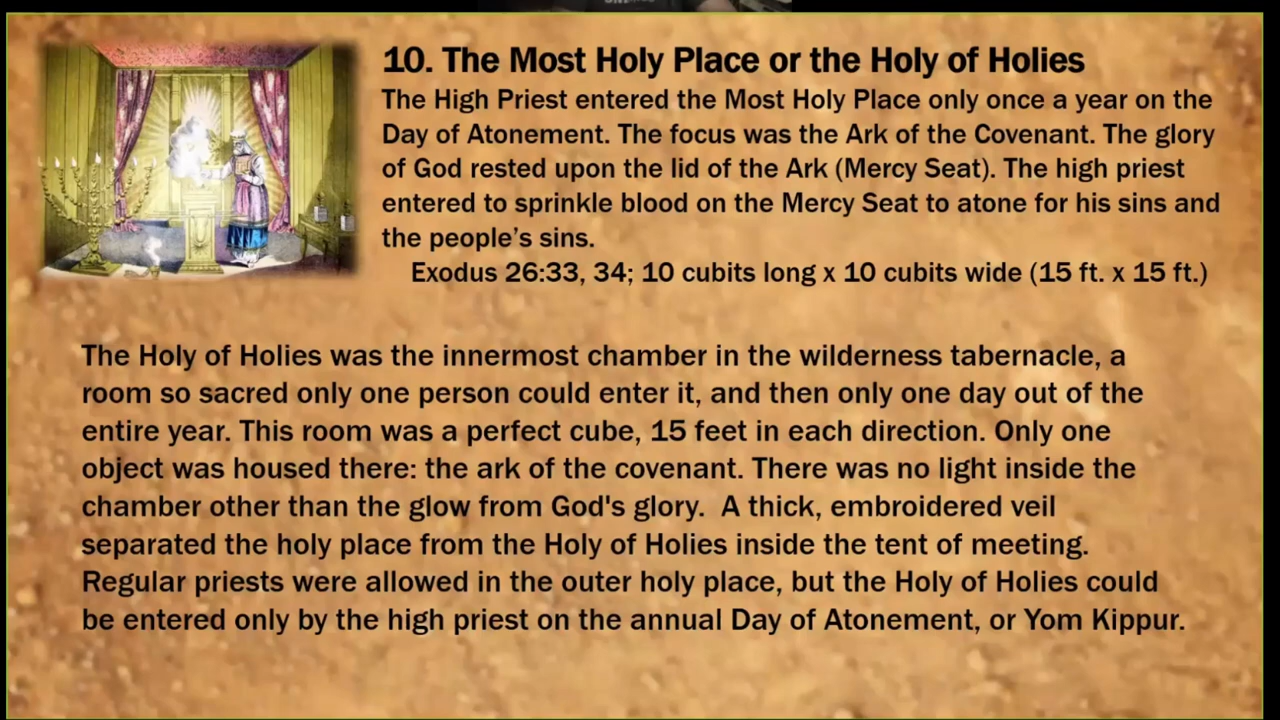 10. The Most Holy Place or the Holy of Holies
The High Priest entered the Most Holy Place only once a year on the
Day of Atonement. The focus was the Ark of the Covenant. The glory
of God rested upon the lid of the Ark (Mercy Seat). The high priest
entered to sprinkle blood on the Mercy Seat to atone for his sins and
the people's sins.
Exodus 26:33, 34; 10 cubits long x 10 cubits wide (15 ft. x 15 ft.)
The Holy of Holies was the innermost chamber in the wilderness tabernacle, a
room so sacred only one person could enter it, and then only one day out of the
entire year. This room was a perfect cube, 15 feet in each direction. Only one
object was housed there: the ark of the covenant. There was no light inside the
chamber other than the glow from God's glory.  A thick, embroidered veil
separated the holy place from the Holy of Holies inside the tent of meeting.
Regular priests were allowed in the outer holy place, but the Holy of Holies could
be entered only by the high priest on the annual Day of Atonement, or Yom Kippur.